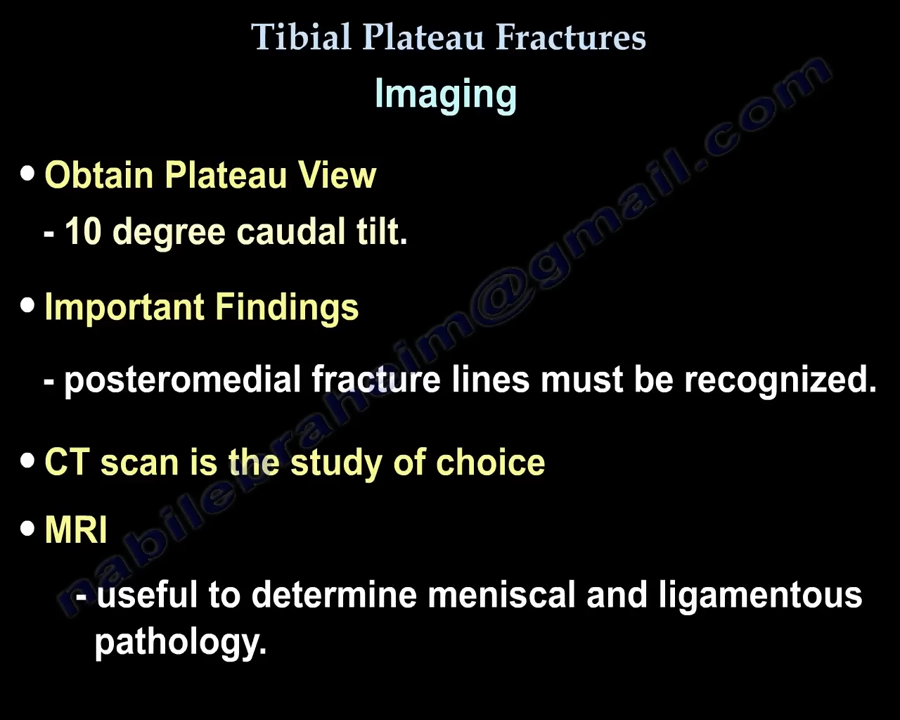 Tibial Plateau Fractures
Imaging
• Obtain Plateau View
- 10 degree caudal tilt.
• Important Findings
- posteromedial fracture lines must be recognized.
• CT scan is the study of choice
• MRI
- useful to determine meniscal and ligamentous
pathology.
nabilebraheim@gmail.com